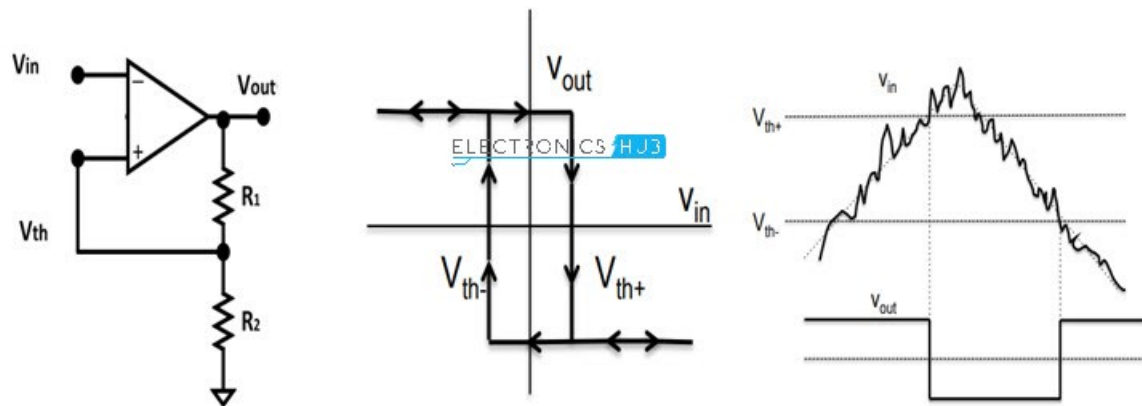 Vin
−
+
Vout
Vth
R1
R2
Vout
ELECTRONICS HUB
Vin
Vth-
Vth+
Vin
Vth+
Vth-
Vout